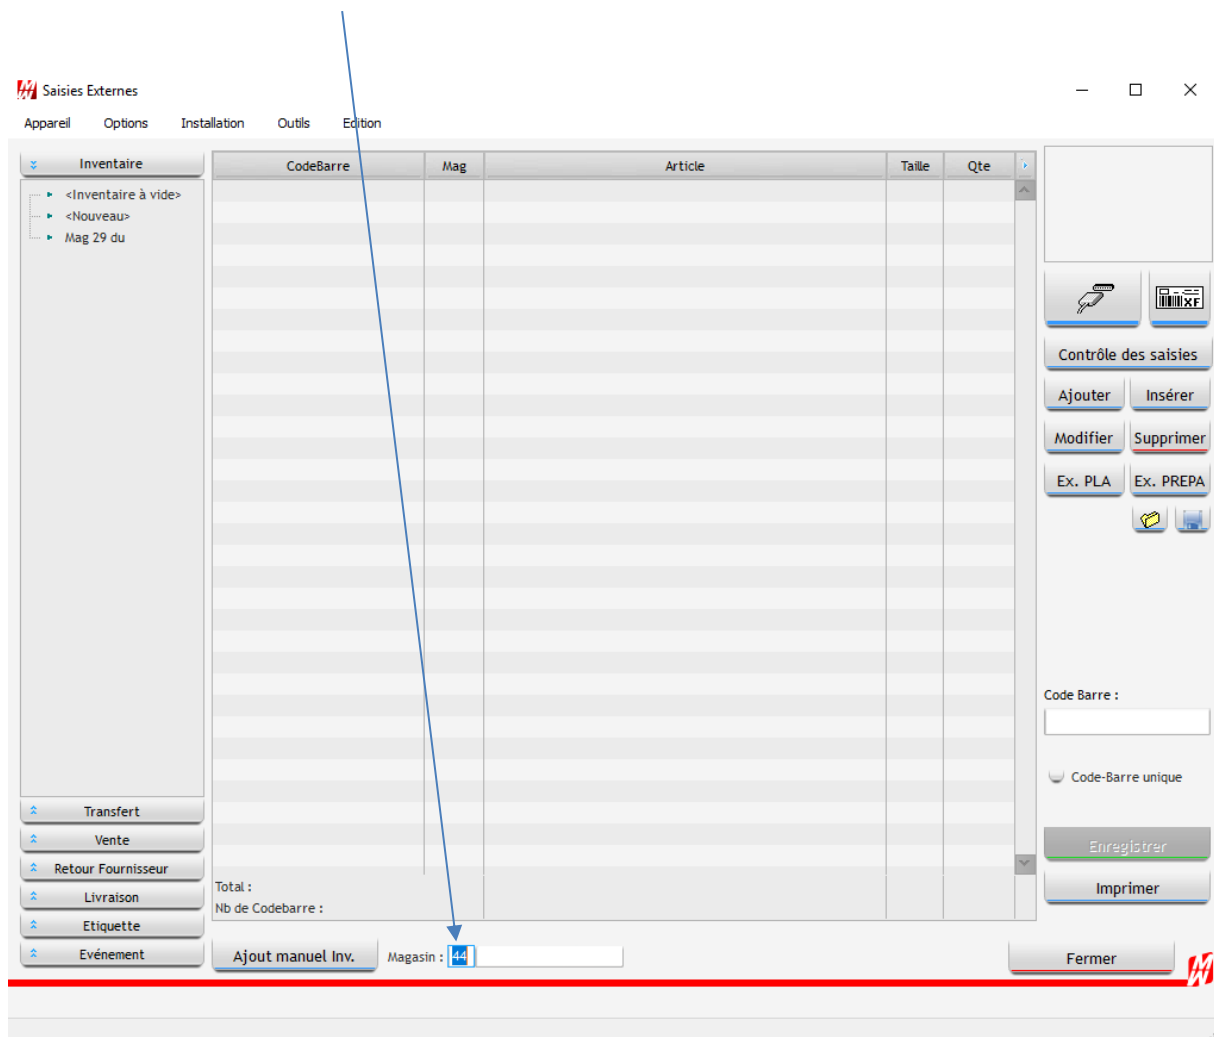 Saisies Externes
Appareil Options Installation Outils Edition
Inventaire
<Inventaire à vide>
<Nouveau>
Mag 29 du
CodeBarre Mag Article Taille Qte
XF
Contrôle des saisies
Ajouter Insérer
Modifier Supprimer
Ex. PLA Ex. PREPA
Code Barre :
Code-Barre unique
Transfert
Vente
Retour Fournisseur
Livraison
Etiquette
Evénement
Total :
Nb de Codebarre :
Enregistrer
Imprimer
Ajout manuel Inv. Magasin : 44
Fermer